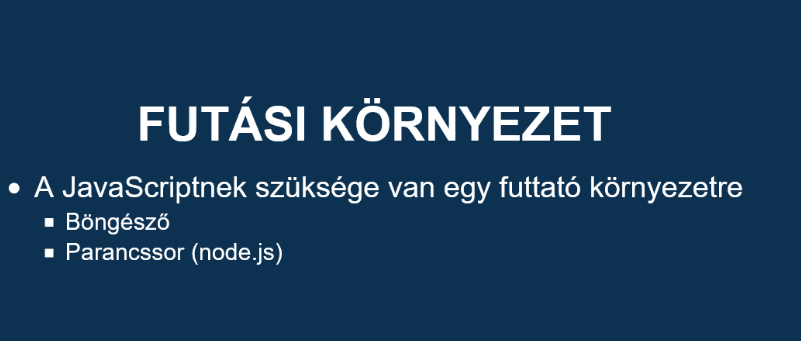 FUTÁSI KÖRNYEZET
A JavaScriptnek szüksége van egy futtató környezetre
Böngésző
Parancssor (node.js)